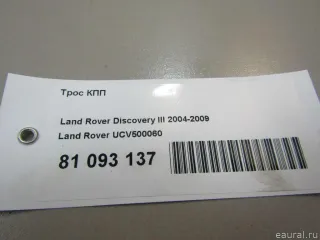 Трос КПП
Land Rover Discovery III 2004-2009
Land Rover UCV500060
81 093 137
eaural.ru